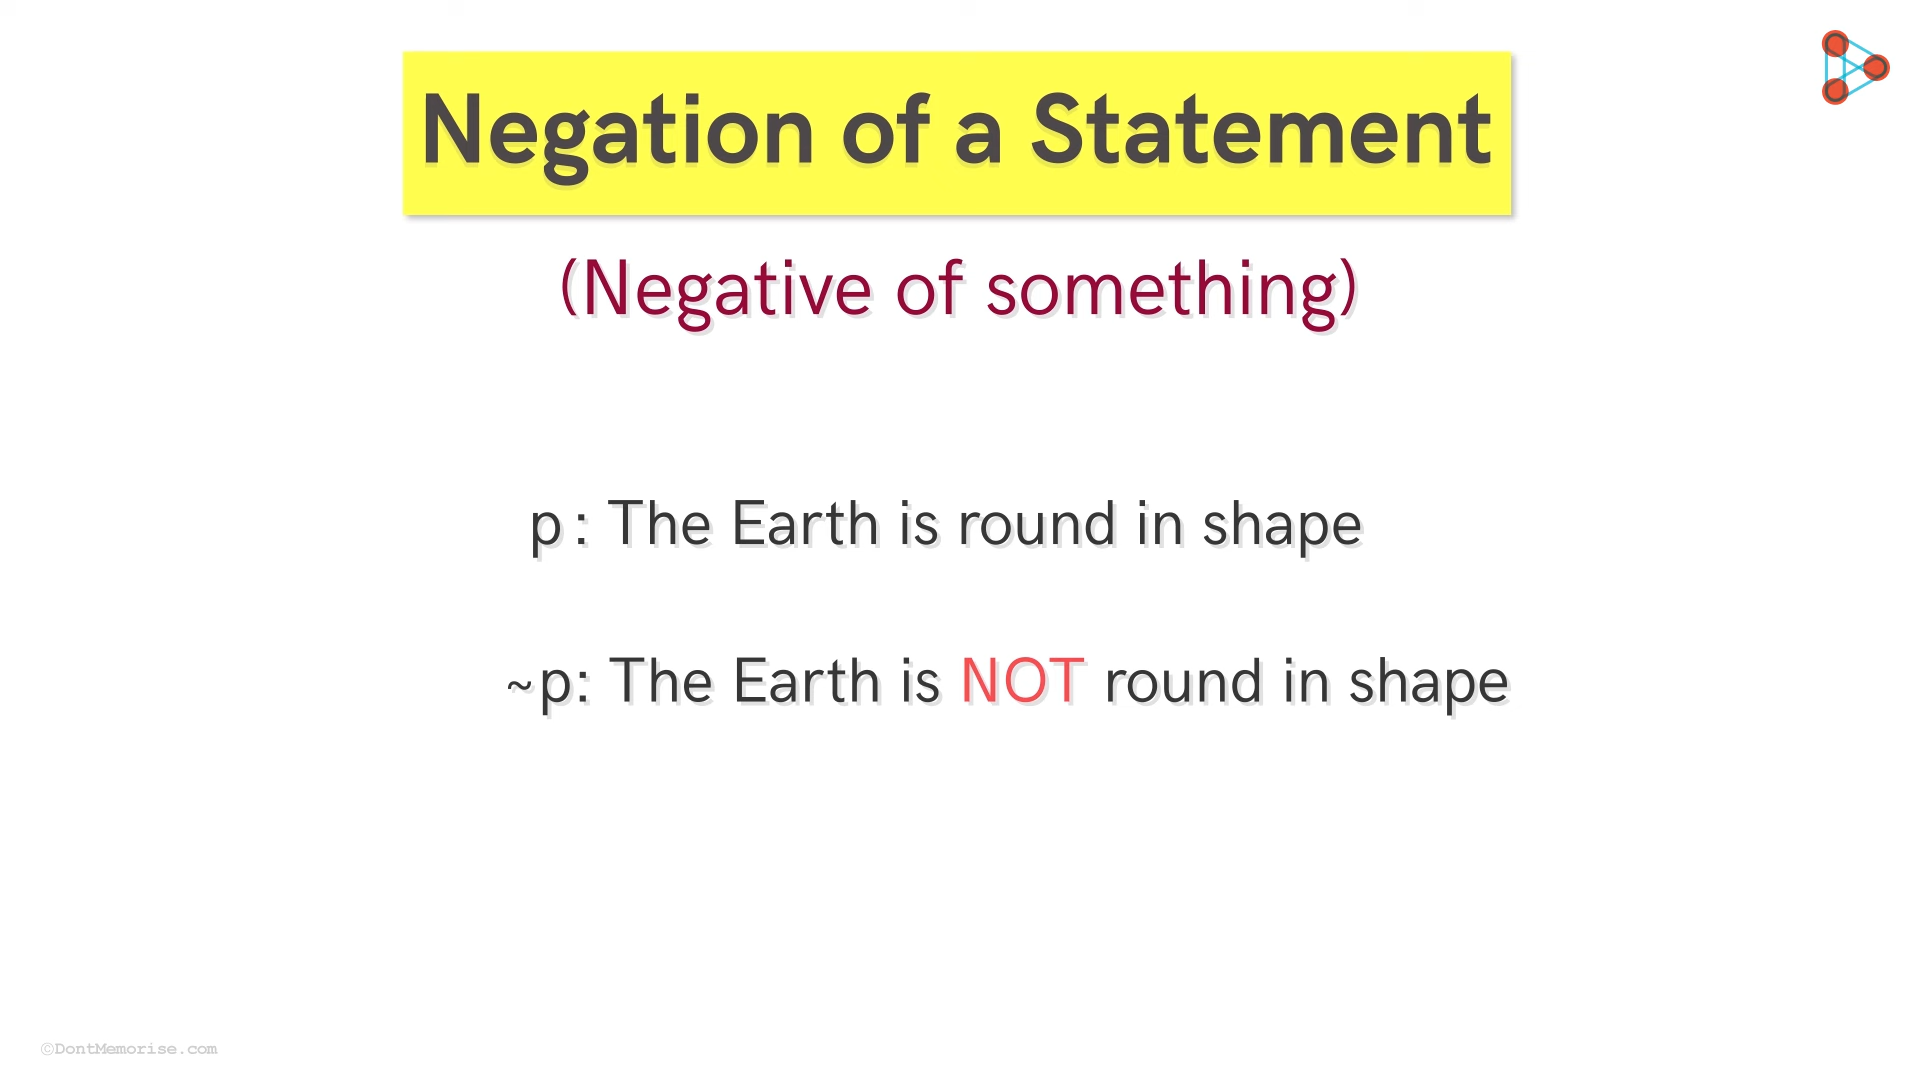 Negation of a Statement
(Negative of something)
p : The Earth is round in shape
~p: The Earth is NOT round in shape
©DontMemorise.com